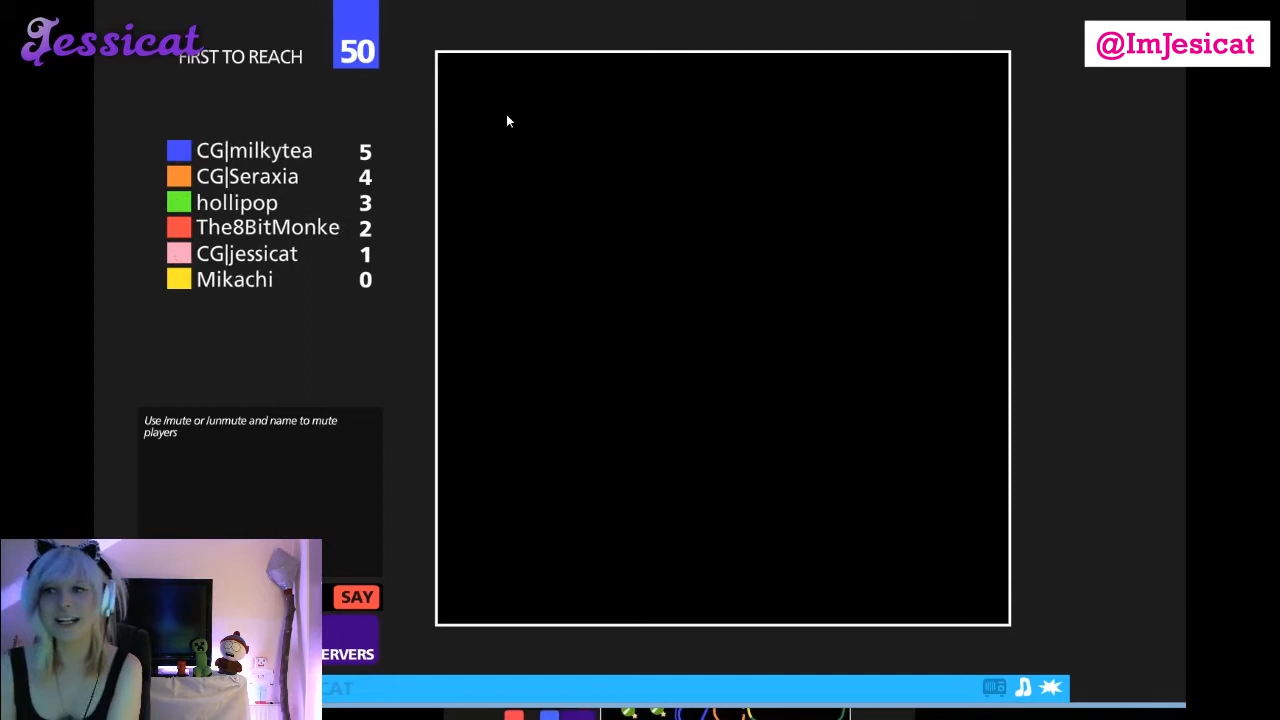 Jessicat
FIRST TO REACH
50
@ImJesicat
CG|milkytea 5
CG|Seraxia 4
hollipop 3
The8BitMonke 2
CG|jessicat 1
Mikachi 0
Use /mute or /unmute and name to mute
players
SAY
ERVERS
CAT